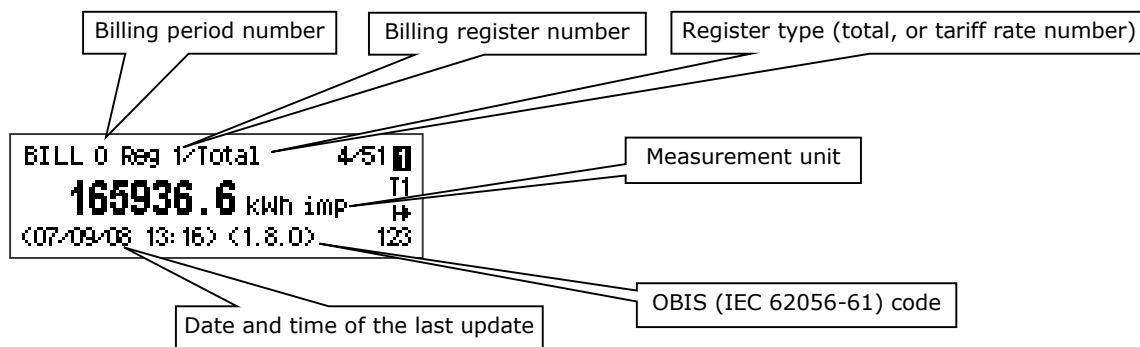 Billing period number
Billing register number
Register type (total, or tariff rate number)
BILL 0 Reg 1/Total 4/51 1
Measurement unit
T1
165936.6 kWh imp
(07/09/08 13:16) (1.8.0) 123
OBIS (IEC 62056-61) code
Date and time of the last update